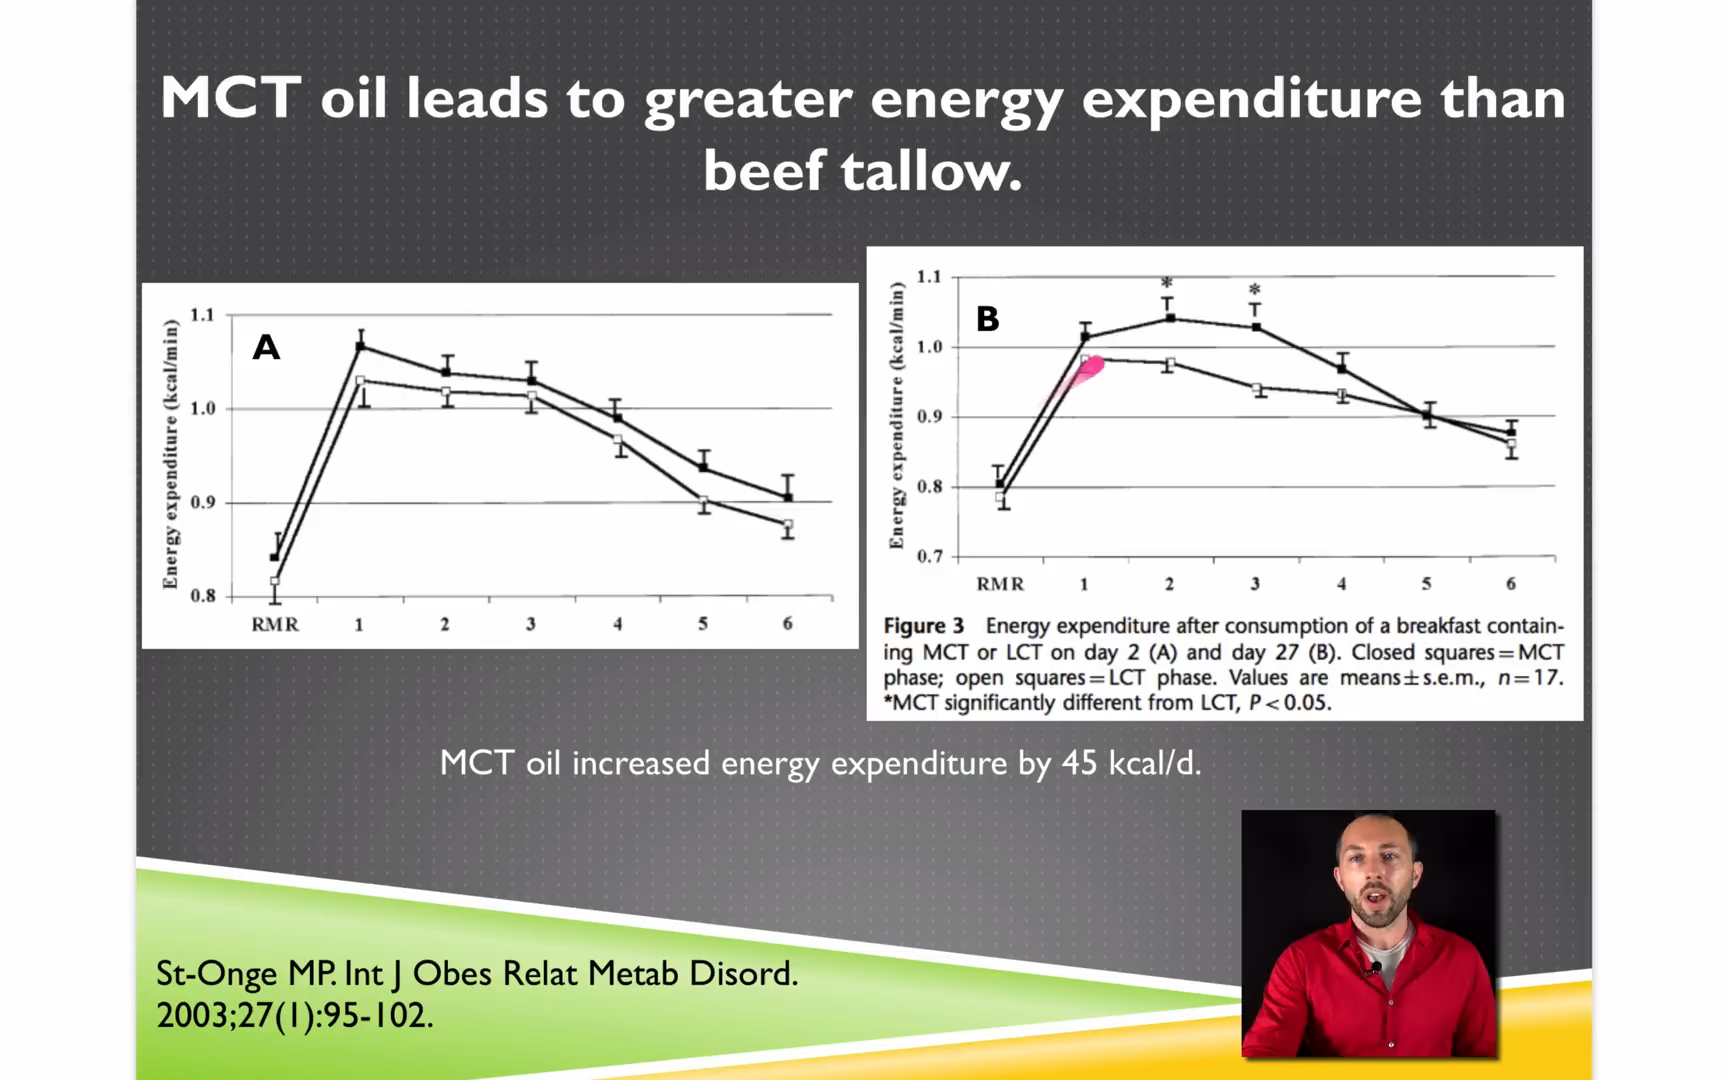 MCT oil leads to greater energy expenditure than
beef tallow.
A
Energy expenditure (kcal/min)
1.1
1.0
0.9
0.8
RMR 1 2 3 4 5 6
B
Energy expenditure (kcal/min)
1.1
1.0
0.9
0.8
0.7
* *
RMR 1 2 3 4 5 6
Figure 3 Energy expenditure after consumption of a breakfast contain-
ing MCT or LCT on day 2 (A) and day 27 (B). Closed squares=MCT
phase; open squares=LCT phase. Values are means±s.e.m., n=17.
*MCT significantly different from LCT, P<0.05.
MCT oil increased energy expenditure by 45 kcal/d.
St-Onge MP. Int J Obes Relat Metab Disord.
2003;27(1):95-102.